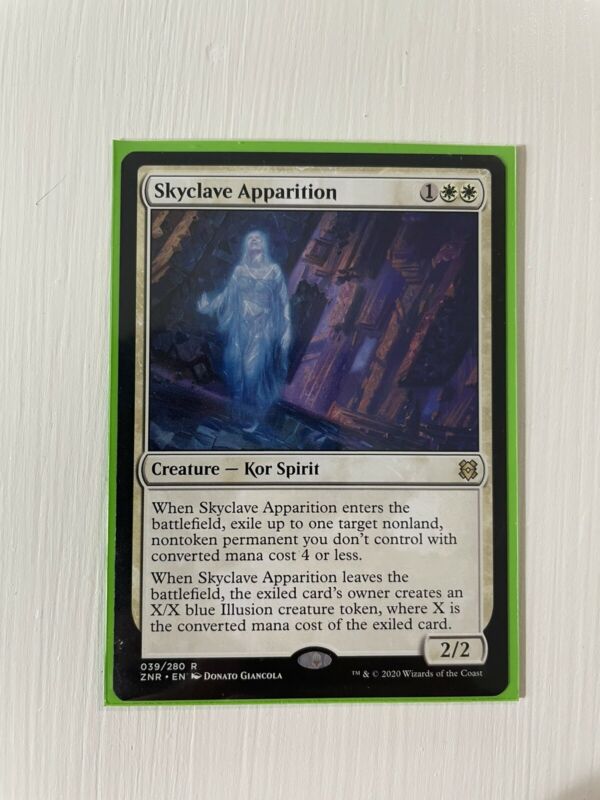 Skyclave Apparition 1
Creature — Kor Spirit
When Skyclave Apparition enters the
battlefield, exile up to one target nonland,
nontoken permanent you don't control with
converted mana cost 4 or less.
When Skyclave Apparition leaves the
battlefield, the exiled card's owner creates an
X/X blue Illusion creature token, where X is
the converted mana cost of the exiled card.
2/2
039/280 R
ZNR • EN Donato Giancola
™ & © 2020 Wizards of the Coast